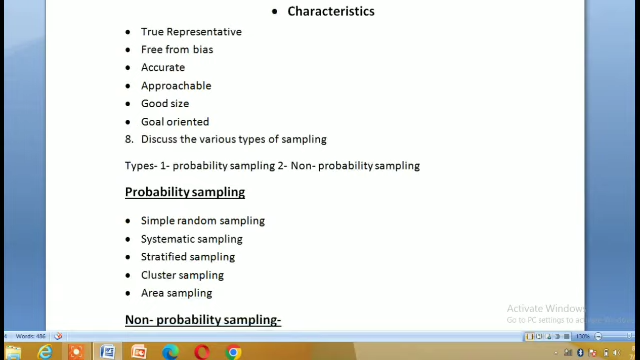 • Characteristics
• True Representative
• Free from bias
• Accurate
• Approachable
• Good size
• Goal oriented
8. Discuss the various types of sampling
Types- 1- probability sampling 2- Non- probability sampling
Probability sampling
• Simple random sampling
• Systematic sampling
• Stratified sampling
• Cluster sampling
• Area sampling
Non- probability sampling-
Activate Windows
Go to PC settings to activate Windows
Words: 486
130%